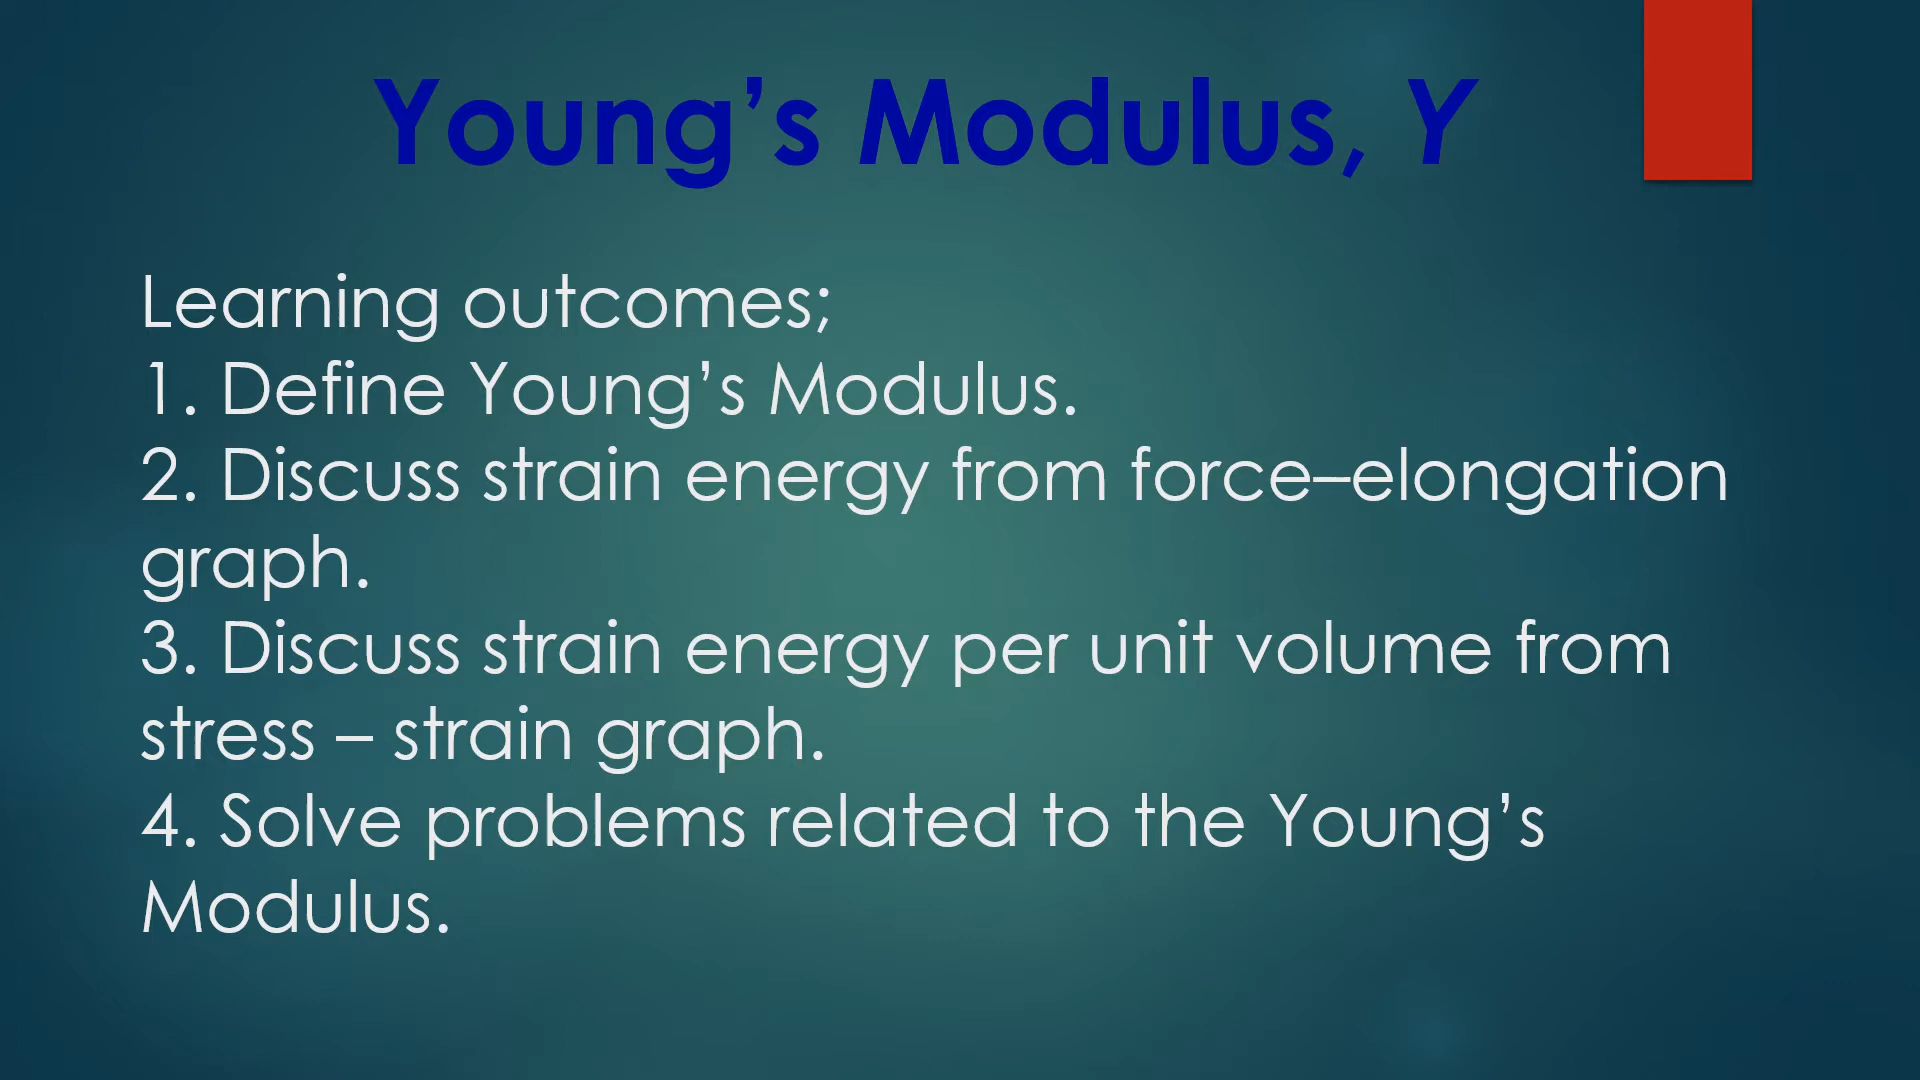 Young’s Modulus, Y
Learning outcomes;
1. Define Young’s Modulus.
2. Discuss strain energy from force–elongation
graph.
3. Discuss strain energy per unit volume from
stress – strain graph.
4. Solve problems related to the Young’s
Modulus.